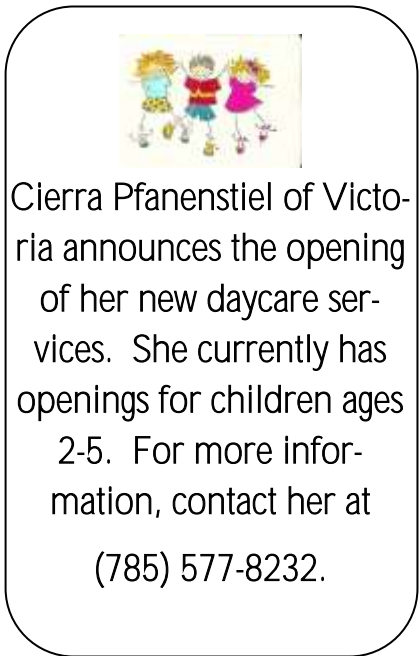 Cierra Pfanenstiel of Victo-
ria announces the opening
of her new daycare ser-
vices.  She currently has
openings for children ages
2-5.  For more infor-
mation, contact her at
(785) 577-8232.